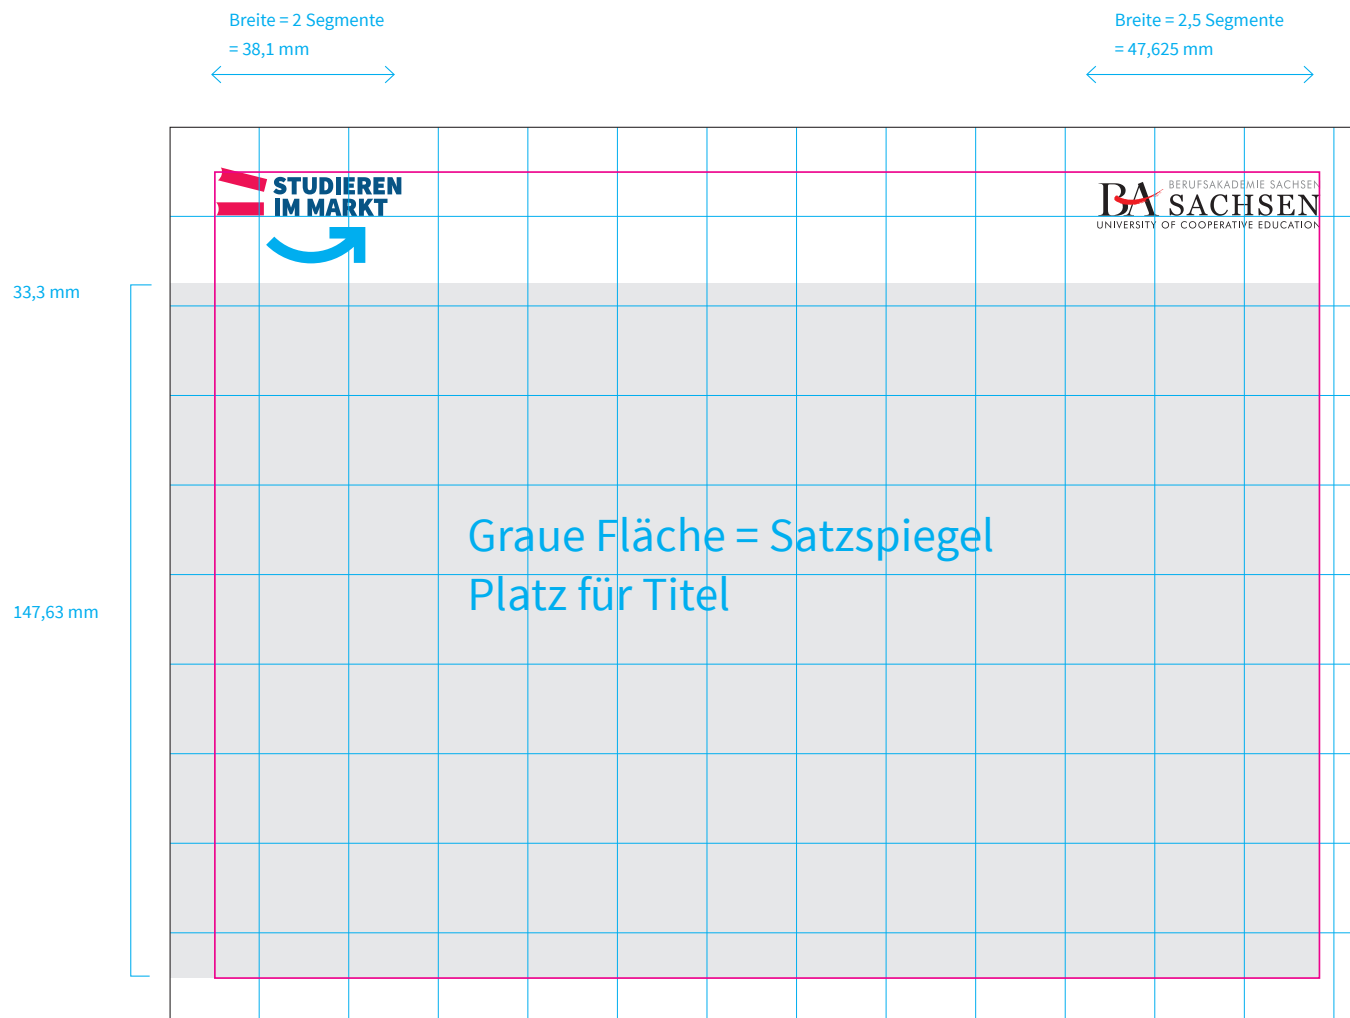 Breite = 2 Segmente
= 38,1 mm
Breite = 2,5 Segmente
= 47,625 mm
STUDIEREN
IM MARKT
BERUFSAKADEMIE SACHSEN
BA SACHSEN
UNIVERSITY OF COOPERATIVE EDUCATION
33,3 mm
Graue Fläche = Satzspiegel
Platz für Titel
147,63 mm